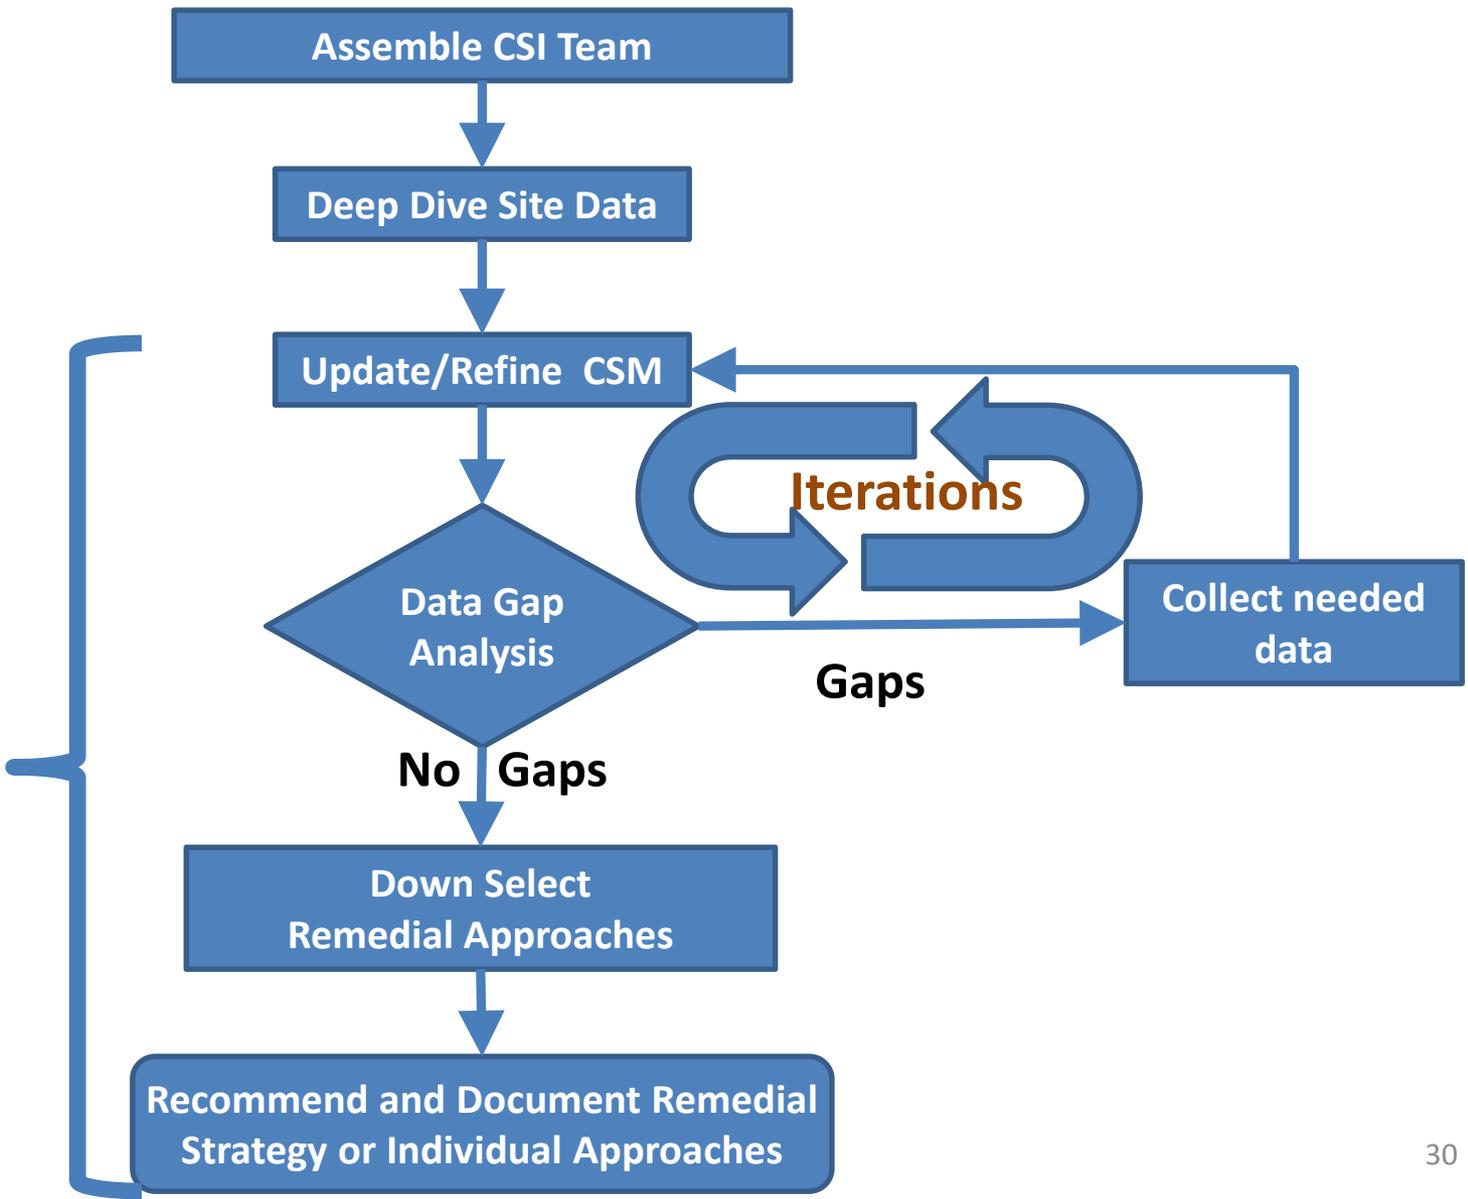 Assemble CSI Team
Deep Dive Site Data
Update/Refine CSM
Iterations
Data Gap
Analysis
Collect needed
data
Gaps
No Gaps
Down Select
Remedial Approaches
Recommend and Document Remedial
Strategy or Individual Approaches
30